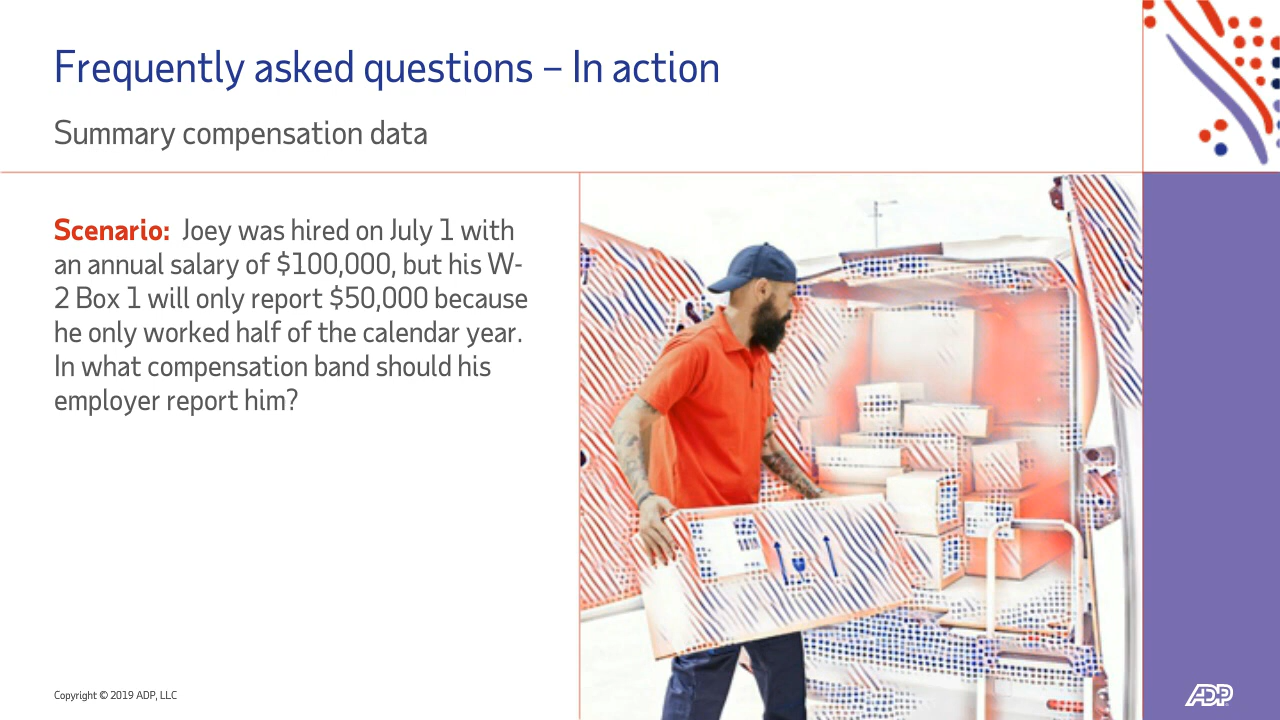 Frequently asked questions – In action
Summary compensation data
Scenario: Joey was hired on July 1 with
an annual salary of $100,000, but his W-
2 Box 1 will only report $50,000 because
he only worked half of the calendar year.
In what compensation band should his
employer report him?
Copyright © 2019 ADP, LLC
ADP